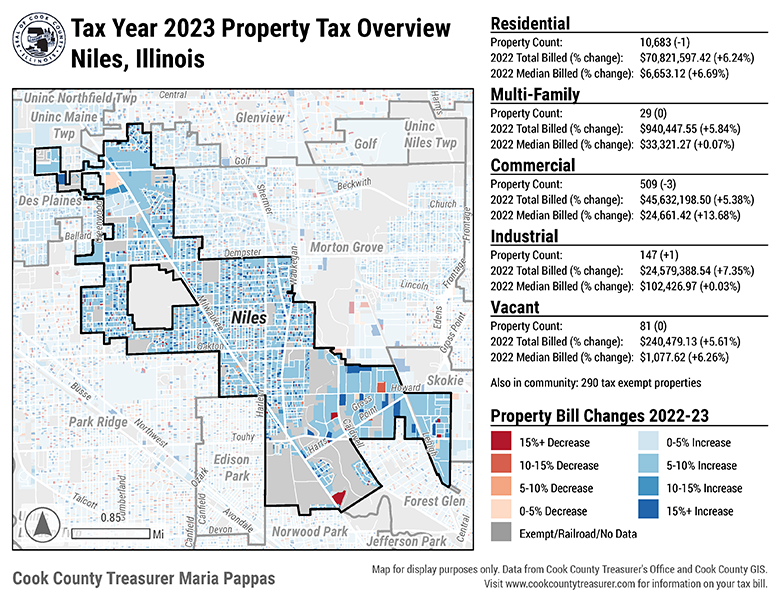 SEAL OF COOK COUNTY
ILLINOIS
Tax Year 2023 Property Tax Overview
Niles, Illinois
Uninc Northfield Twp
Central
Harms
Uninc Maine
Twp
Glenview
Uninc
Niles Twp
Golf
Golf
Shermer
Beckwith
Des Plaines
Greenwood
Church
Frontage
Ballard
Dempster
Waukegan
Morton Grove
Frontage
Lincoln
Milwaukee
Niles
Edens
Gross Point
Oakton
Skokie
Busse
Howard
Gross
Point
Harlem
Park Ridge
Northwest
Caldwell
Touhy
Harts
Lehigh
Edison
Park
Ozark
Talcott
Cumberland
Canfield
Canfield
Avondale
Forest Glen
Devon
Norwood Park
Central
Jefferson Park
0.85
Mi
Residential
Property Count: 10,683 (-1)
2022 Total Billed (% change): $70,821,597.42 (+6.24%)
2022 Median Billed (% change): $6,653.12 (+6.69%)
Multi-Family
Property Count: 29 (0)
2022 Total Billed (% change): $940,447.55 (+5.84%)
2022 Median Billed (% change): $33,321.27 (+0.07%)
Commercial
Property Count: 509 (-3)
2022 Total Billed (% change): $45,632,198.50 (+5.38%)
2022 Median Billed (% change): $24,661.42 (+13.68%)
Industrial
Property Count: 147 (+1)
2022 Total Billed (% change): $24,579,388.54 (+7.35%)
2022 Median Billed (% change): $102,426.97 (+0.03%)
Vacant
Property Count: 81 (0)
2022 Total Billed (% change): $240,479.13 (+5.61%)
2022 Median Billed (% change): $1,077.62 (+6.26%)
Also in community: 290 tax exempt properties
Property Bill Changes 2022-23
15%+ Decrease
0-5% Increase
10-15% Decrease
5-10% Increase
5-10% Decrease
10-15% Increase
0-5% Decrease
15%+ Increase
Exempt/Railroad/No Data
Cook County Treasurer Maria Pappas
Map for display purposes only. Data from Cook County Treasurer's Office and Cook County GIS.
Visit www.cookcountytreasurer.com for information on your tax bill.